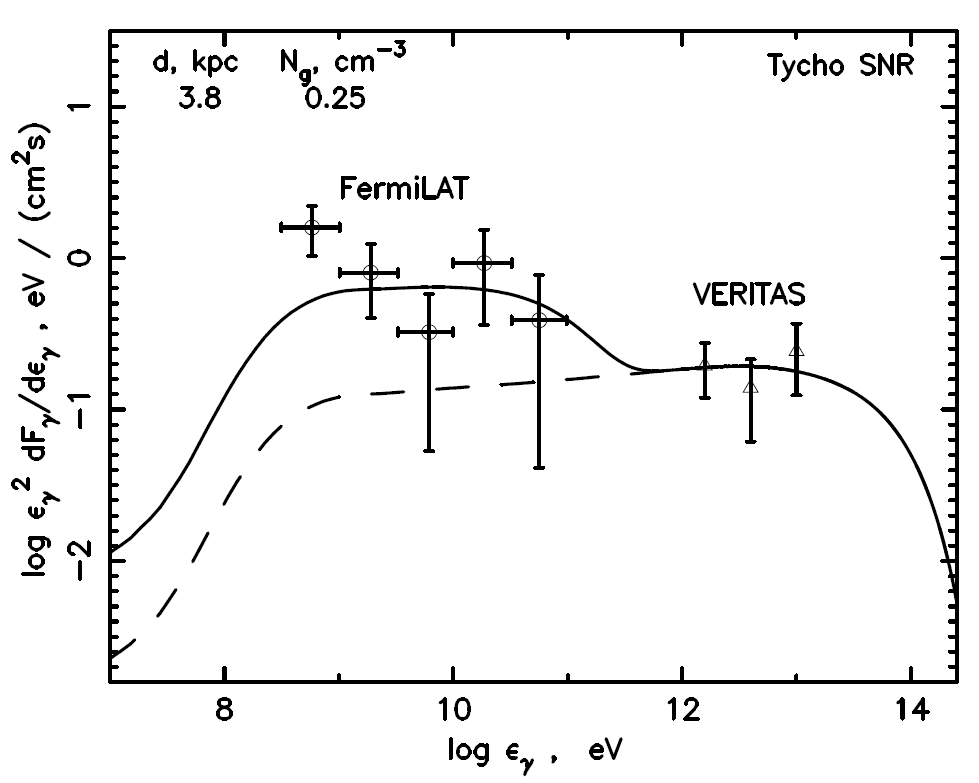 d, kpc N_g, cm^-3 Tycho SNR
3.8 0.25
FermiLAT
VERITAS
log ϵ_γ^2 dF_γ/dϵ_γ , eV / (cm^2s)
1
0
-1
-2
8 10 12 14
log ϵ_γ , eV